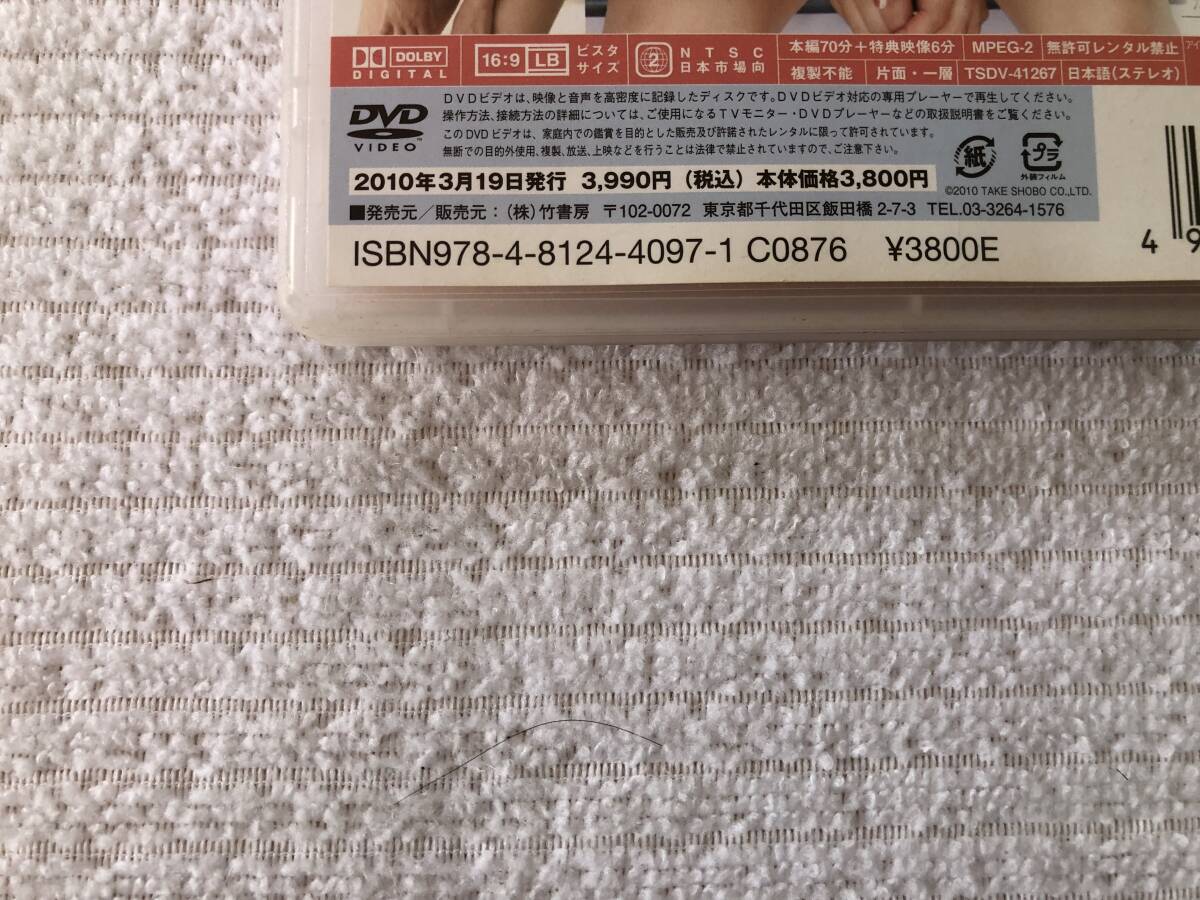 DOLBY DIGITAL
16:9 LB ビスタサイズ
2 NTSC 日本市場向
本編70分+特典映像6分 MPEG-2 無許可レンタル禁止
複製不能 片面・一層 TSDV-41267 日本語(ステレオ)
DVD VIDEO™
DVDビデオは、映像と音声を高密度に記録したディスクです。DVDビデオ対応の専用プレーヤーで再生してください。
操作方法、接続方法の詳細については、ご使用になるTVモニター・DVDプレーヤーなどの取扱説明書をご覧ください。
このDVDビデオは、家庭内での鑑賞を目的とした販売及び許諾されたレンタルに限って許可されています。
無断での目的外使用、複製、放送、上映などを行うことは法律で禁止されていますので、ご注意下さい。
紙 プラ
外装フィルム
©2010 TAKE SHOBO CO.,LTD.
2010年3月19日発行 3,990円(税込)本体価格3,800円
■発売元/販売元:(株)竹書房 〒102-0072 東京都千代田区飯田橋2-7-3 TEL.03-3264-1576
ISBN978-4-8124-4097-1 C0876 ¥3800E
4 9